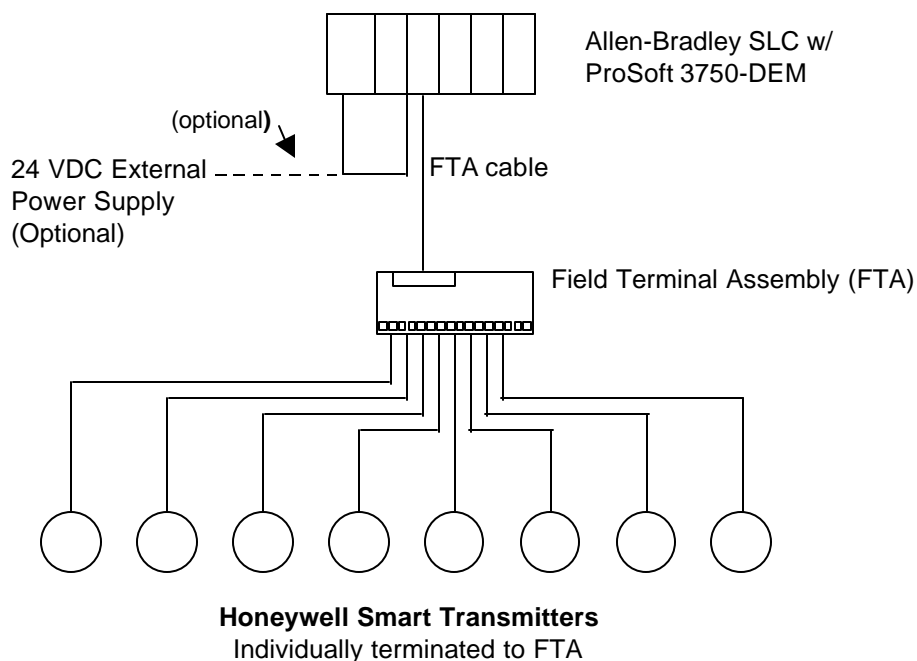 Allen-Bradley SLC w/
ProSoft 3750-DEM
(optional)
24 VDC External
Power Supply
(Optional)
FTA cable
Field Terminal Assembly (FTA)
Honeywell Smart Transmitters
Individually terminated to FTA